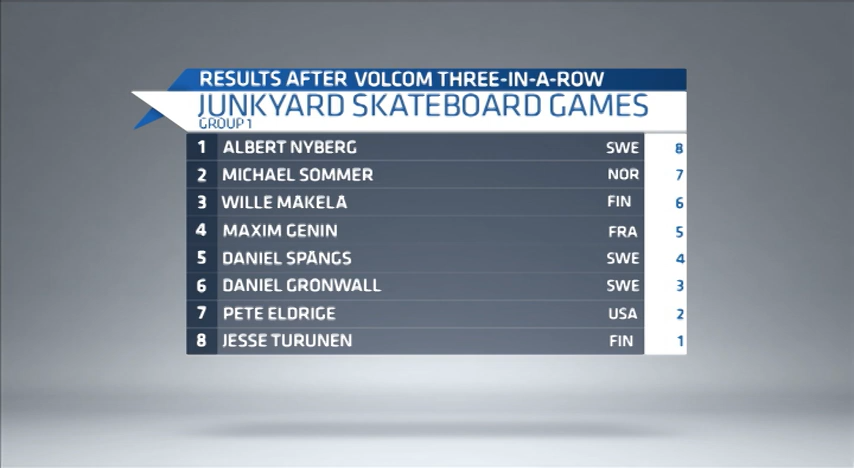 RESULTS AFTER VOLCOM THREE-IN-A-ROW
JUNKYARD SKATEBOARD GAMES
GROUP 1
1 ALBERT NYBERG SWE 8
2 MICHAEL SOMMER NOR 7
3 WILLE MAKELA FIN 6
4 MAXIM GENIN FRA 5
5 DANIEL SPÄNGS SWE 4
6 DANIEL GRONWALL SWE 3
7 PETE ELDRIGE USA 2
8 JESSE TURUNEN FIN 1